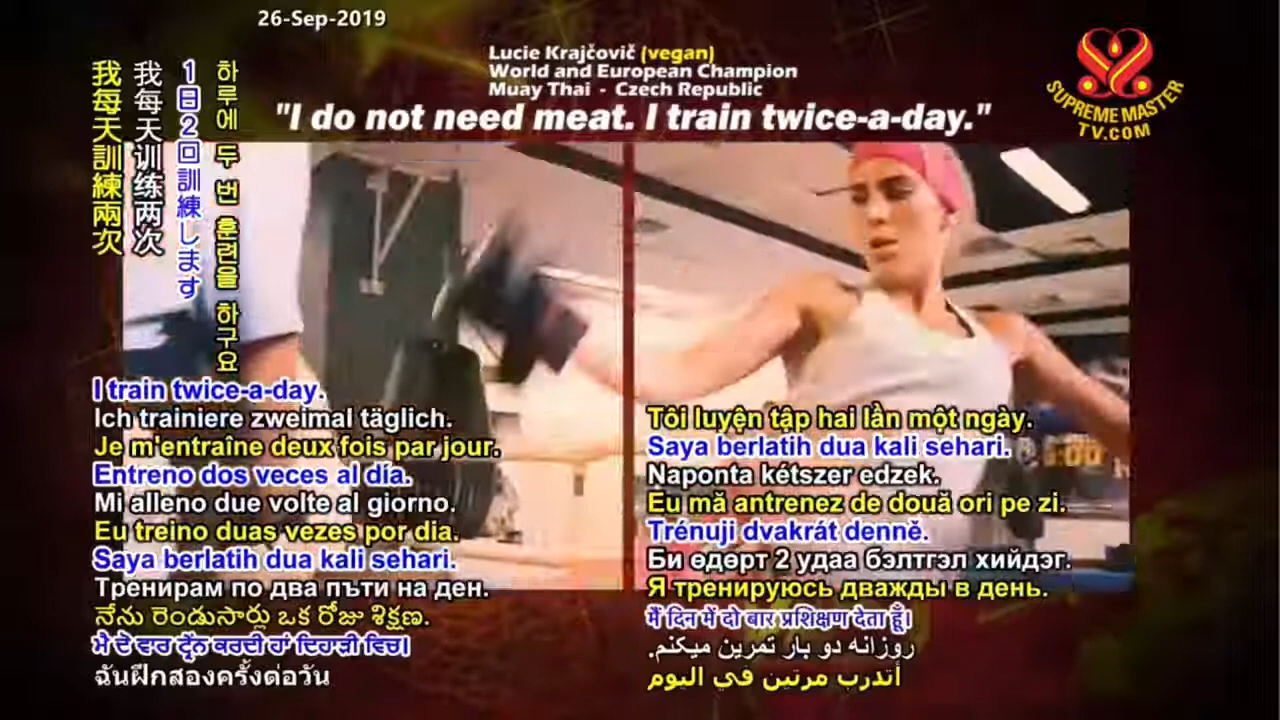 26-Sep-2019
Lucie Krajčovič (vegan)
World and European Champion
Muay Thai - Czech Republic
"I do not need meat. I train twice-a-day."
SUPREME MASTER
TV.COM
我每天訓練兩次
我每天训练两次
1日2回訓練します
하루에 두 번 훈련을 하구요
I train twice-a-day.
Ich trainiere zweimal täglich.
Je m'entraîne deux fois par jour.
Entreno dos veces al día.
Mi alleno due volte al giorno.
Eu treino duas vezes por dia.
Saya berlatih dua kali sehari.
Тренирам по два пъти на ден.
నేను రెండుసార్లు ఒక రోజు శిక్షణ.
ਮੈਂ ਦੋ ਵਾਰ ਟ੍ਰੇਂਨ ਕਰਦੀ ਹਾਂ ਦਿਹਾੜੀ ਵਿਚ।
ฉันฝึกสองครั้งต่อวัน
Tôi luyện tập hai lần một ngày.
Saya berlatih dua kali sehari.
Naponta kétszer edzek.
Eu mă antrenez de două ori pe zi.
Trénuji dvakrát denně.
Би өдөрт 2 удаа бэлтгэл хийдэг.
Я тренируюсь дважды в день.
मैं दिन में दो बार प्रशिक्षण देता हूँ।
روزانه دو بار تمرین میکنم.
أتدرب مرتين في اليوم